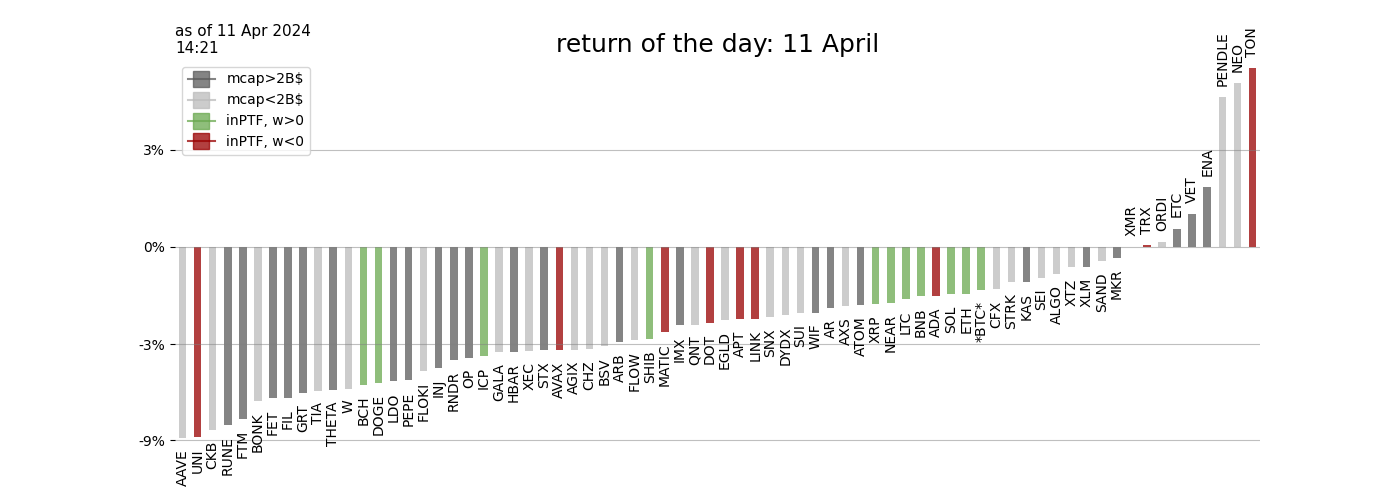 as of 11 Apr 2024
14:21
return of the day: 11 April
mcap>2B$
mcap<2B$
inPTF, w>0
inPTF, w<0
3%
0%
-3%
-9%
AAVE
UNI
CKB
RUNE
FTM
BONK
FET
FIL
GRT
TIA
THETA
W
BCH
DOGE
LDO
PEPE
FLOKI
INJ
RNDR
OP
ICP
GALA
HBAR
XEC
STX
AVAX
AGIX
CHZ
BSV
ARB
FLOW
SHIB
MATIC
IMX
QNT
DOT
EGLD
APT
LINK
SNX
DYDX
SUI
WIF
AR
AXS
ATOM
XRP
NEAR
LTC
BNB
ADA
SOL
ETH
*BTC*
CFX
STRK
KAS
SEI
ALGO
XTZ
XLM
SAND
MKR
XMR
TRX
ORDI
ETC
VET
ENA
PENDLE
NEO
TON